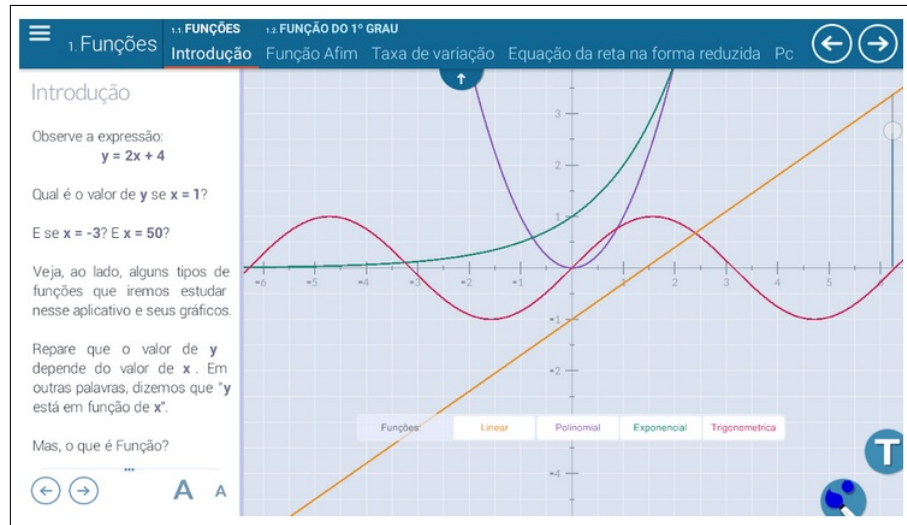 1. Funções
1.1. FUNÇÕES
1.2. FUNÇÃO DO 1º GRAU
Introdução Função Afim Taxa de variação Equação da reta na forma reduzida Pc
Introdução
Observe a expressão:
y = 2x + 4
Qual é o valor de y se x = 1?
E se x = -3? E x = 50?
Veja, ao lado, alguns tipos de
funções que iremos estudar
nesse aplicativo e seus gráficos.
Repare que o valor de y
depende do valor de x . Em
outras palavras, dizemos que "y
está em função de x".
Mas, o que é Função?
A A
3
2
1
-6 -5 -4 -3 -2 -1 1 2 3 4 5 6
-1
-2
-4
Funções: Linear Polinomial Exponencial Trigonometrica
T